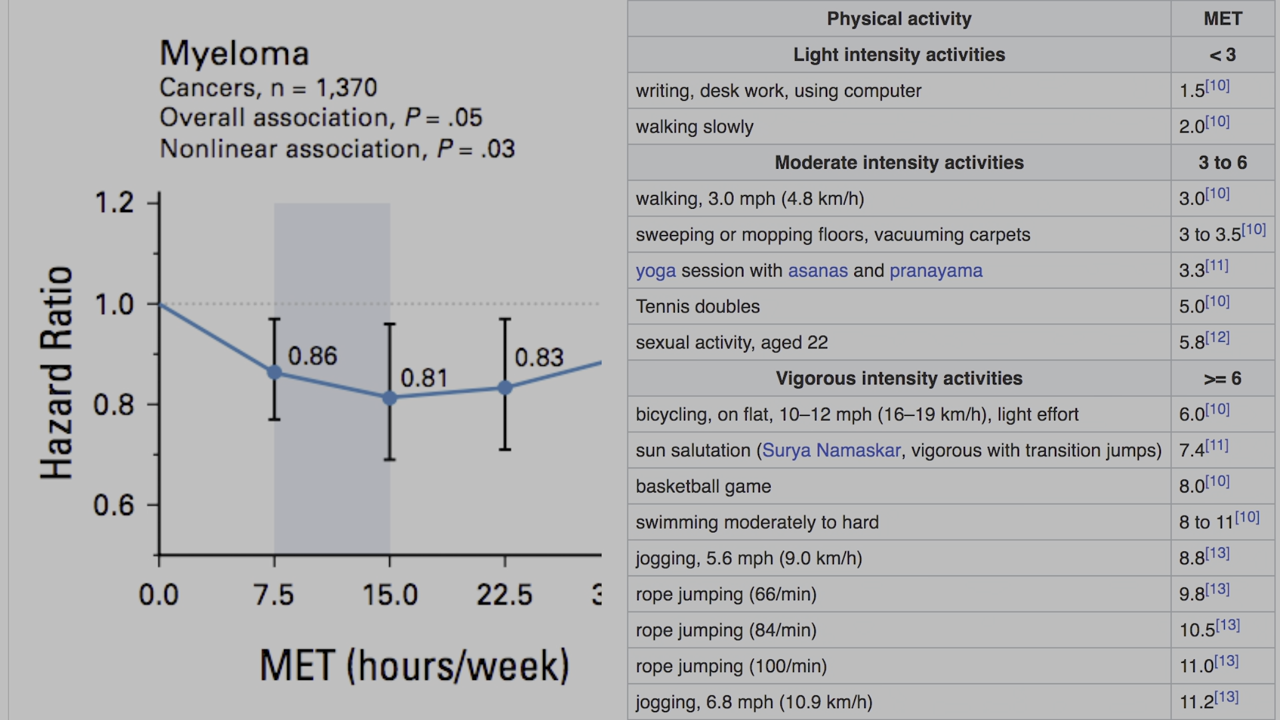 Myeloma
Cancers, n = 1,370
Overall association, P = .05
Nonlinear association, P = .03
1.2
1.0
0.8
0.6
Hazard Ratio
0.86
0.81
0.83
0.0 7.5 15.0 22.5 3
MET (hours/week)
Physical activity MET
Light intensity activities < 3
writing, desk work, using computer 1.5[10]
walking slowly 2.0[10]
Moderate intensity activities 3 to 6
walking, 3.0 mph (4.8 km/h) 3.0[10]
sweeping or mopping floors, vacuuming carpets 3 to 3.5[10]
yoga session with asanas and pranayama 3.3[11]
Tennis doubles 5.0[10]
sexual activity, aged 22 5.8[12]
Vigorous intensity activities >= 6
bicycling, on flat, 10–12 mph (16–19 km/h), light effort 6.0[10]
sun salutation (Surya Namaskar, vigorous with transition jumps) 7.4[11]
basketball game 8.0[10]
swimming moderately to hard 8 to 11[10]
jogging, 5.6 mph (9.0 km/h) 8.8[13]
rope jumping (66/min) 9.8[13]
rope jumping (84/min) 10.5[13]
rope jumping (100/min) 11.0[13]
jogging, 6.8 mph (10.9 km/h) 11.2[13]